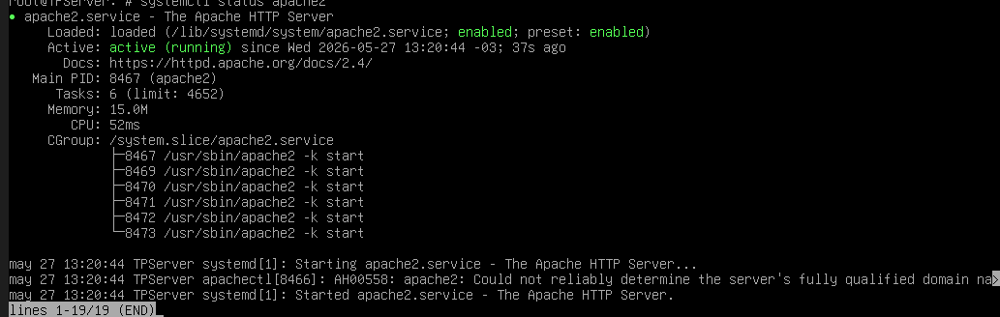 root@TPServer:~# systemctl status apache2
● apache2.service - The Apache HTTP Server
     Loaded: loaded (/lib/systemd/system/apache2.service; enabled; preset: enabled)
     Active: active (running) since Wed 2026-05-27 13:20:44 -03; 37s ago
       Docs: https://httpd.apache.org/docs/2.4/
   Main PID: 8467 (apache2)
      Tasks: 6 (limit: 4652)
     Memory: 15.0M
        CPU: 52ms
     CGroup: /system.slice/apache2.service
             ├─8467 /usr/sbin/apache2 -k start
             ├─8469 /usr/sbin/apache2 -k start
             ├─8470 /usr/sbin/apache2 -k start
             ├─8471 /usr/sbin/apache2 -k start
             ├─8472 /usr/sbin/apache2 -k start
             └─8473 /usr/sbin/apache2 -k start
may 27 13:20:44 TPServer systemd[1]: Starting apache2.service - The Apache HTTP Server...
may 27 13:20:44 TPServer apachectl[8466]: AH00558: apache2: Could not reliably determine the server's fully qualified domain na>
may 27 13:20:44 TPServer systemd[1]: Started apache2.service - The Apache HTTP Server.
lines 1-19/19 (END)